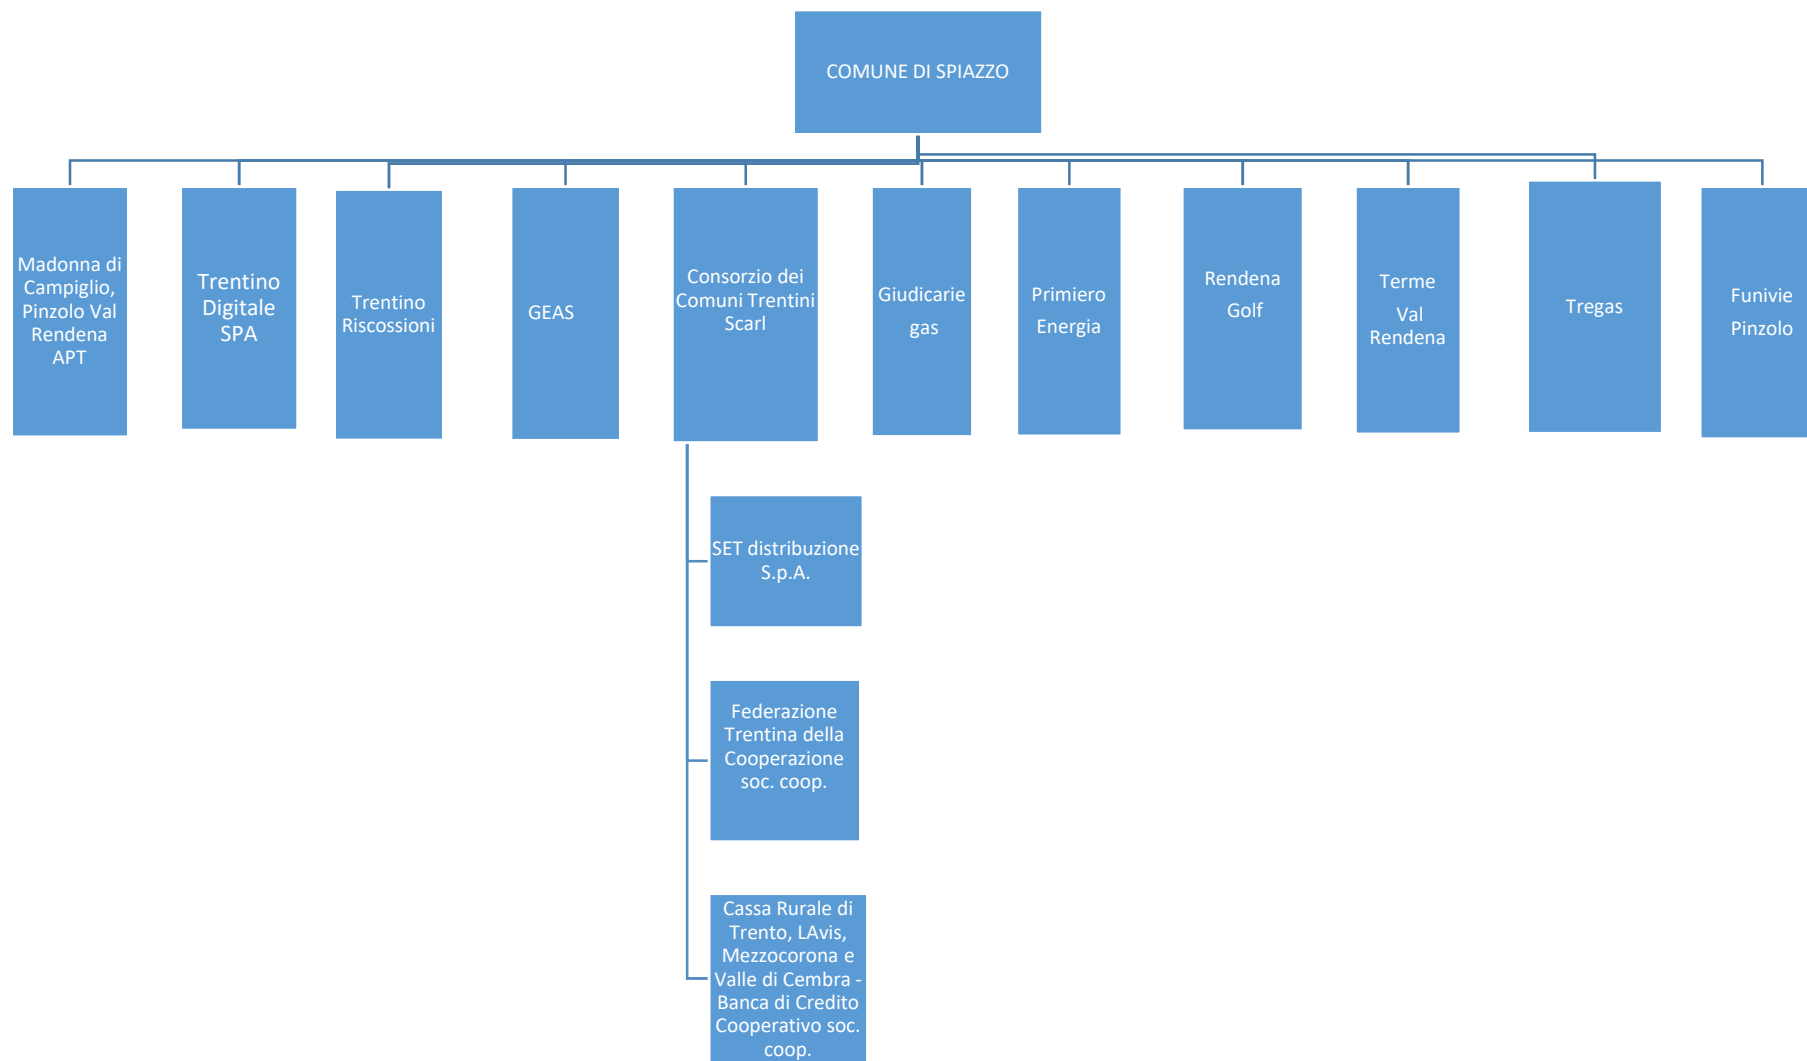 COMUNE DI SPIAZZO
Madonna di
Campiglio,
Pinzolo Val
Rendena
APT
Trentino
Digitale
SPA
Trentino
Riscossioni
GEAS
Consorzio dei
Comuni Trentini
Scarl
Giudicarie
gas
Primiero
Energia
Rendena
Golf
Terme
Val
Rendena
Tregas
Funivie
Pinzolo
SET distribuzione
S.p.A.
Federazione
Trentina della
Cooperazione
soc. coop.
Cassa Rurale di
Trento, LAvis,
Mezzocorona e
Valle di Cembra -
Banca di Credito
Cooperativo soc.
coop.